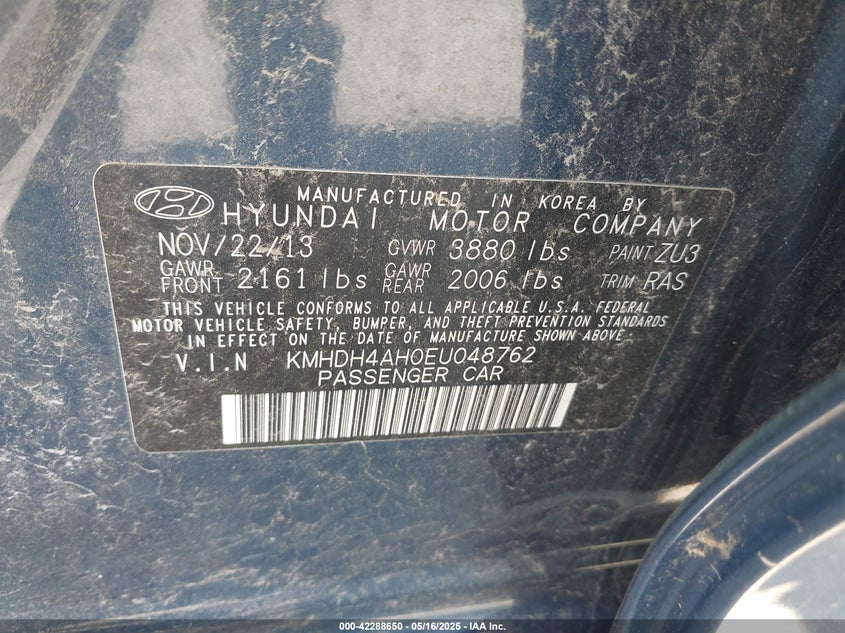 MANUFACTURED IN KOREA BY
HYUNDAI MOTOR COMPANY
NOV/22/13 GVWR 3880 lbs PAINT ZU3
GAWR FRONT 2161 lbs GAWR REAR 2006 lbs TRIM RAS
THIS VEHICLE CONFORMS TO ALL APPLICABLE U.S.A. FEDERAL
MOTOR VEHICLE SAFETY, BUMPER, AND THEFT PREVENTION STANDARDS
IN EFFECT ON THE DATE OF MANUFACTURE SHOWN ABOVE.
V.I.N KMHDH4AH0EU048762
PASSENGER CAR
000-42288650 - 05/16/2025 - IAA Inc.